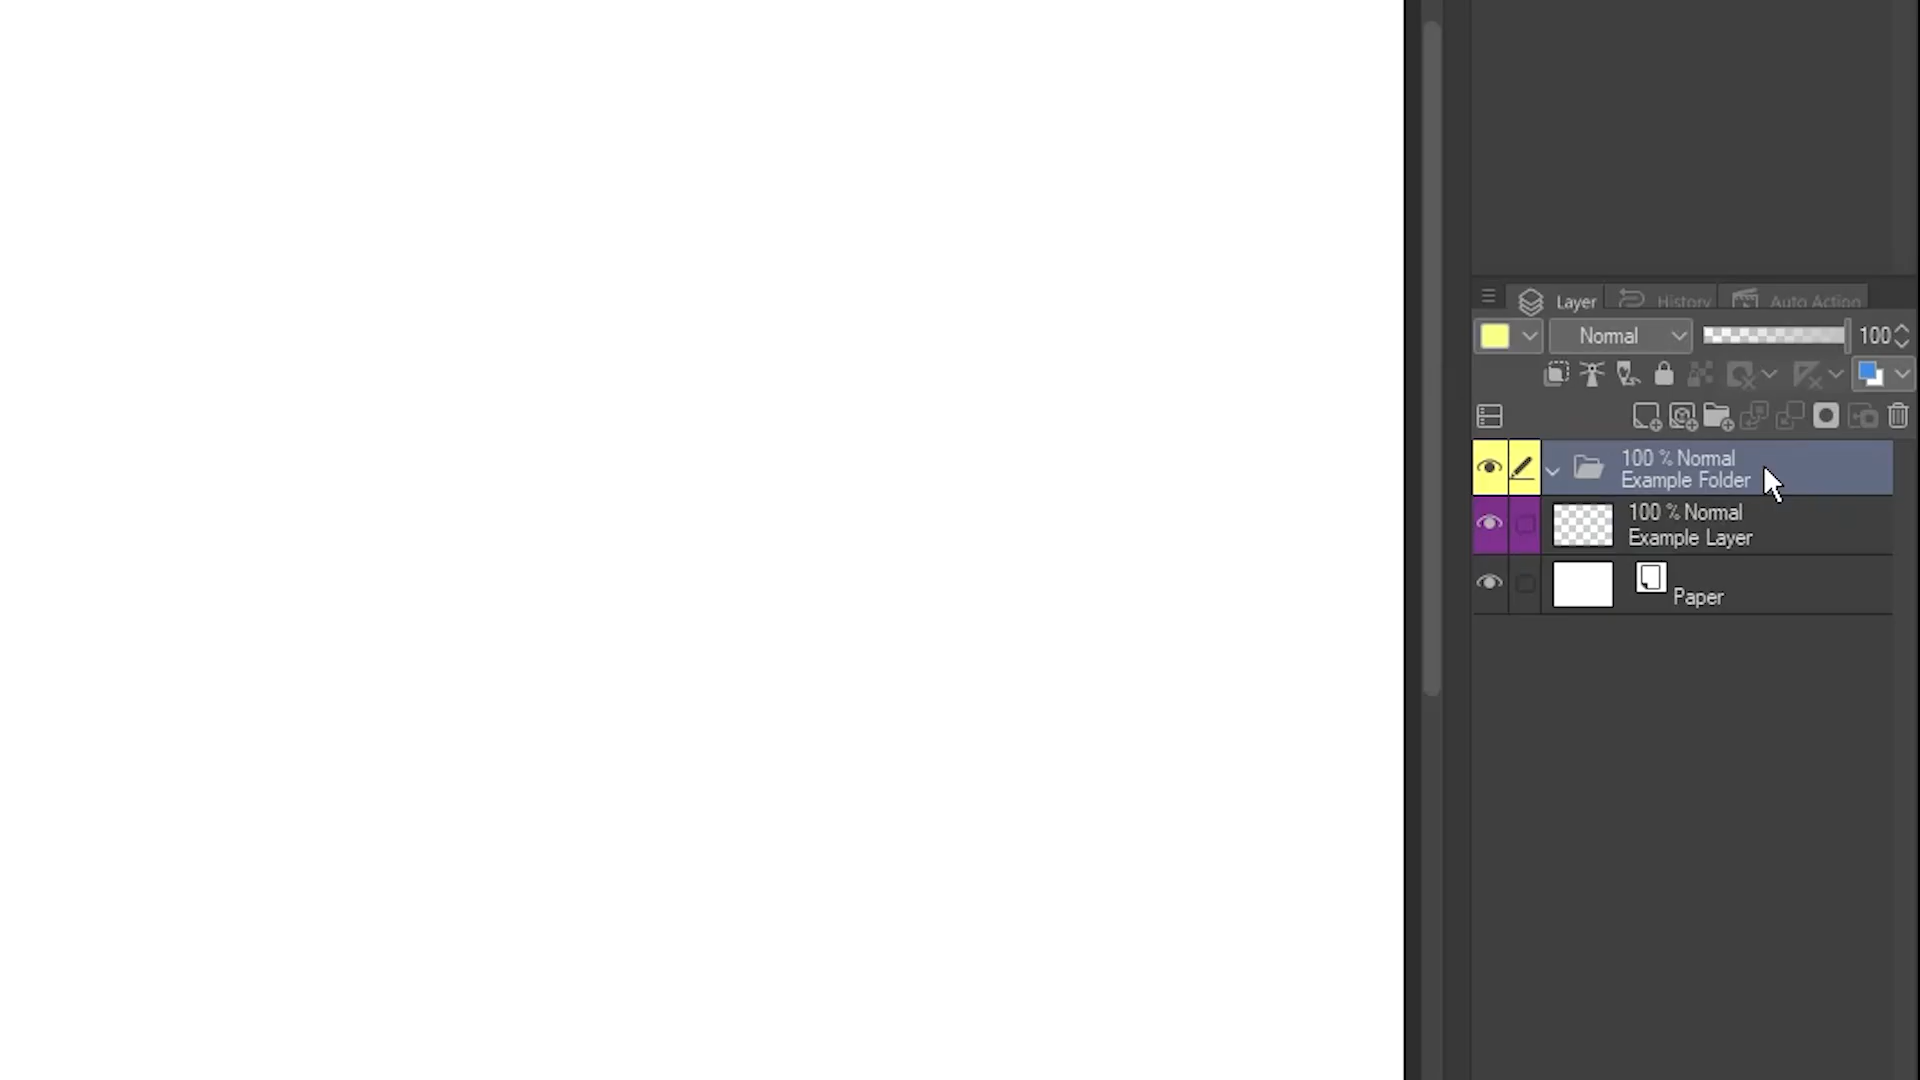 Layer History Auto Action
Normal 100
100 % Normal
Example Folder
100 % Normal
Example Layer
Paper